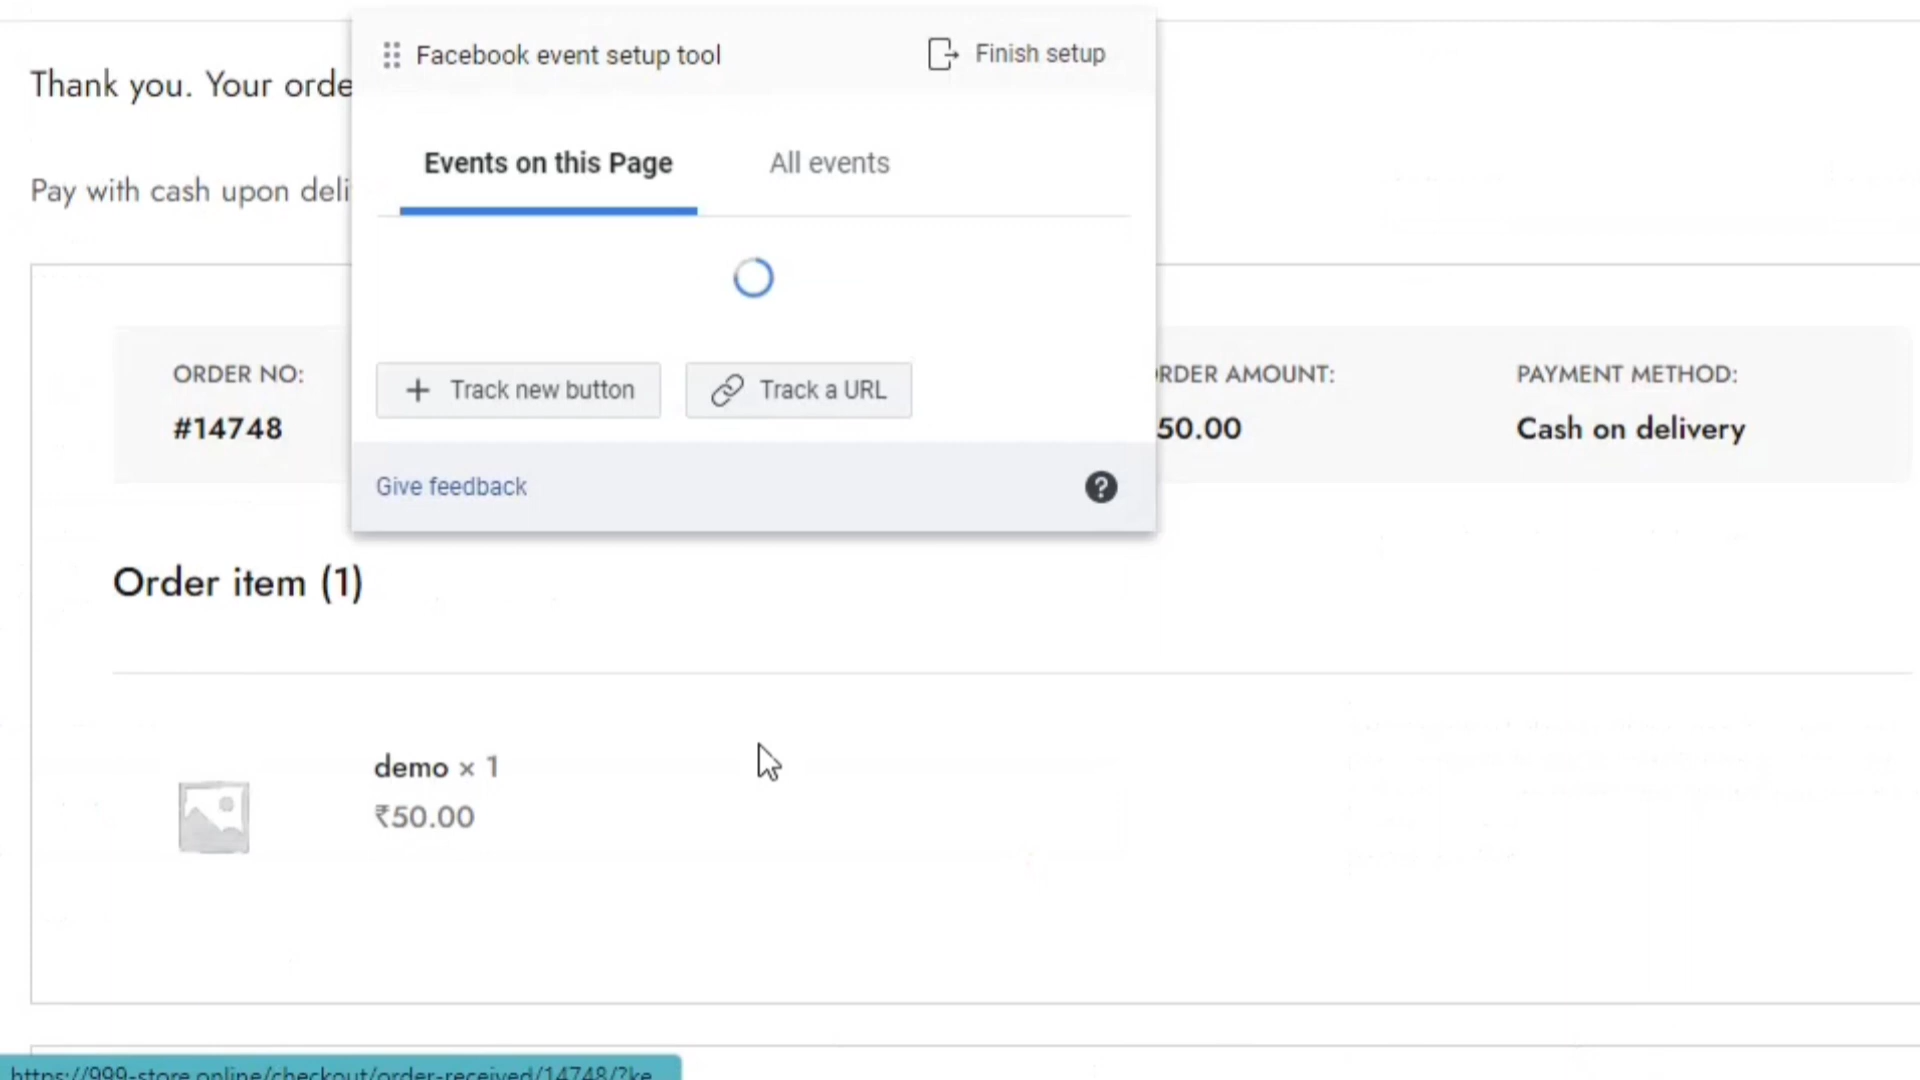 Facebook event setup tool
Finish setup
Thank you. Your orde
Events on this Page
All events
Pay with cash upon deli
ORDER NO:
RDER AMOUNT:
PAYMENT METHOD:
+ Track new button
Track a URL
#14748
50.00
Cash on delivery
Give feedback
?
Order item (1)
demo × 1
₹50.00
https://999-store.online/checkout/order-received/14748/?ke